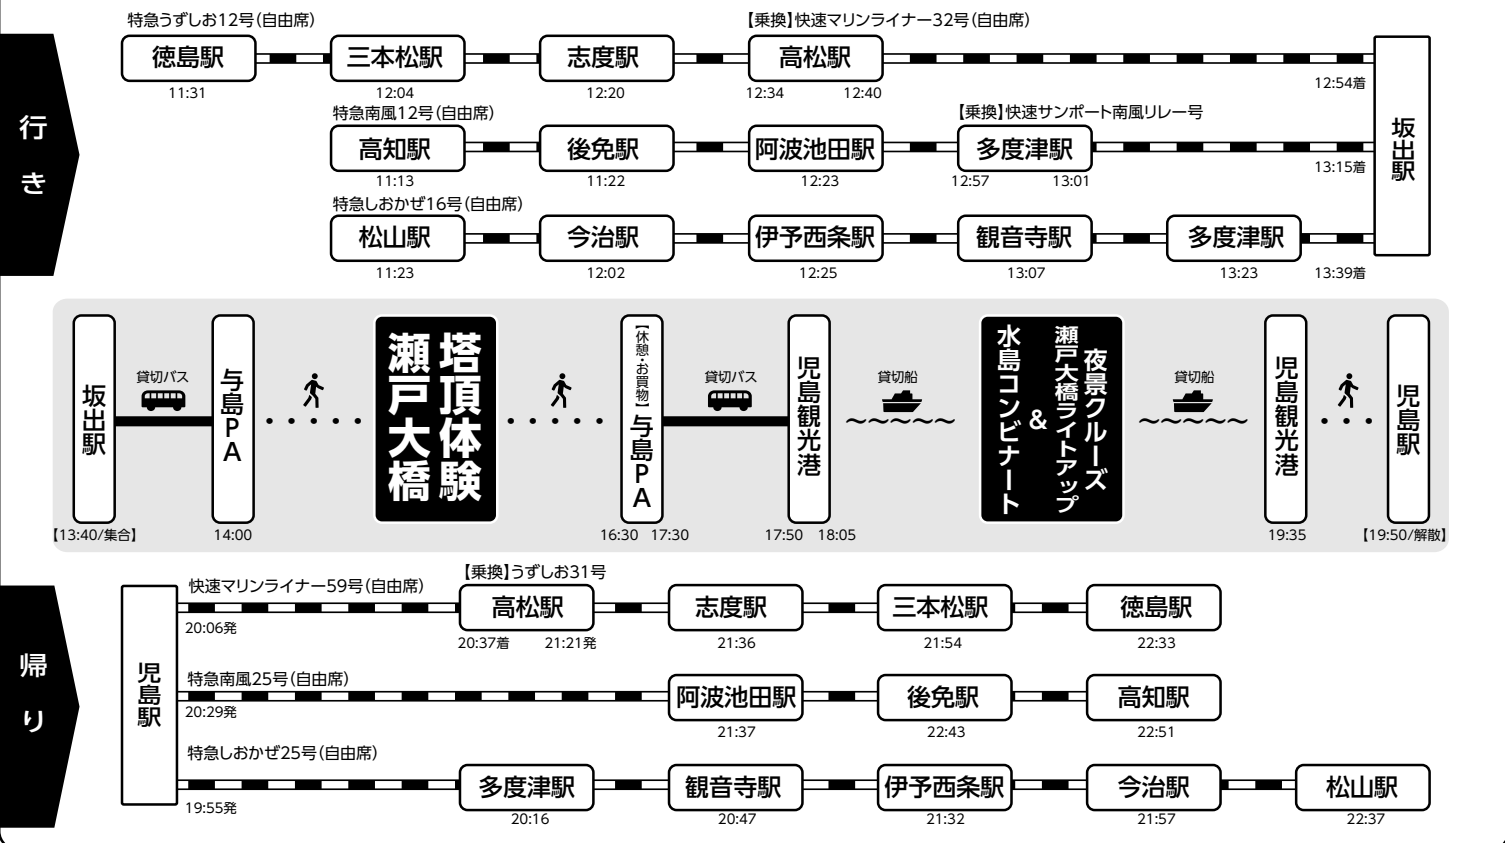 行き
特急うずしお12号(自由席)
【乗換】快速マリンライナー32号(自由席)
徳島駅
三本松駅
志度駅
高松駅
11:31
12:04
12:20
12:34
12:40
12:54着
特急南風12号(自由席)
【乗換】快速サンポート南風リレー号
高知駅
後免駅
阿波池田駅
多度津駅
11:13
11:22
12:23
12:57
13:01
13:15着
特急しおかぜ16号(自由席)
松山駅
今治駅
伊予西条駅
観音寺駅
多度津駅
11:23
12:02
12:25
13:07
13:23
13:39着
坂出駅
坂出駅
【13:40/集合】
貸切バス
与島PA
14:00
瀬戸大橋
塔頂体験
【休憩・お買物】与島PA
16:30
17:30
貸切バス
児島観光港
17:50
18:05
貸切船
夜景クルーズ
瀬戸大橋ライトアップ
&
水島コンビナート
貸切船
児島観光港
19:35
児島駅
【19:50/解散】
帰り
児島駅
快速マリンライナー59号(自由席)
【乗換】うずしお31号
高松駅
志度駅
三本松駅
徳島駅
20:06発
20:37着
21:21発
21:36
21:54
22:33
特急南風25号(自由席)
阿波池田駅
後免駅
高知駅
20:29発
21:37
22:43
22:51
特急しおかぜ25号(自由席)
多度津駅
観音寺駅
伊予西条駅
今治駅
松山駅
19:55発
20:16
20:47
21:32
21:57
22:37